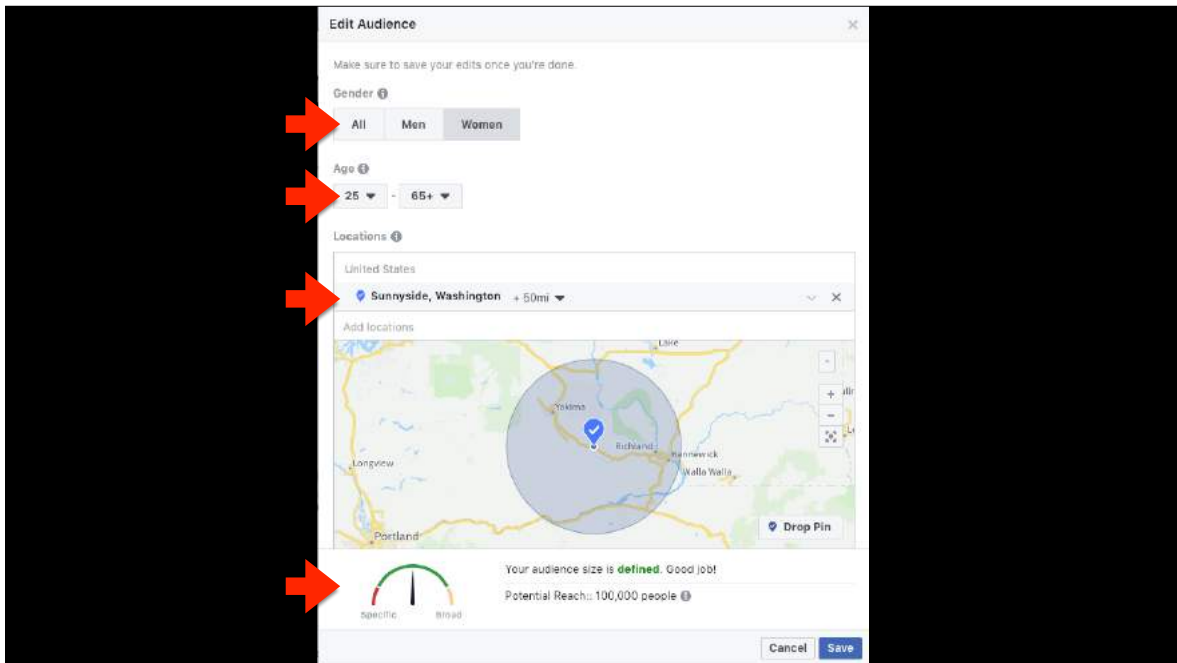 Edit Audience
Make sure to save your edits once you're done.
Gender
All Men Women
Age
25 - 65+
Locations
United States
Sunnyside, Washington + 50mi
Add locations
Lake
Yakima
Richland
Kennewick
Longview
Walla Walla
Portland
Drop Pin
Your audience size is defined. Good job!
Potential Reach:: 100,000 people
Specific Broad
Cancel Save